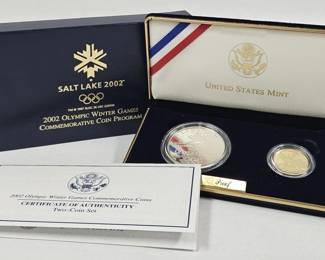 SALT LAKE 2002
2002 OLYMPIC WINTER GAMES
COMMEMORATIVE COIN PROGRAM
UNITED STATES MINT
Proof
2002 Olympic Winter Games Commemorative Coins
CERTIFICATE OF AUTHENTICITY
TWO-COIN SET